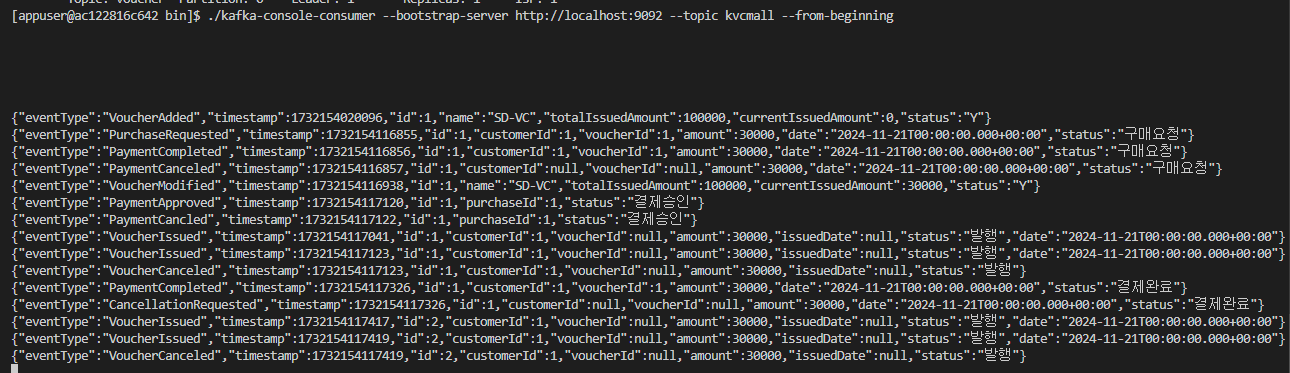 [appuser@ac122816c642 bin]$ ./kafka-console-consumer --bootstrap-server http://localhost:9092 --topic kvcmall --from-beginning
{"eventType":"VoucherAdded","timestamp":1732154020096,"id":1,"name":"SD-VC","totalIssuedAmount":100000,"currentIssuedAmount":0,"status":"Y"}
{"eventType":"PurchaseRequested","timestamp":1732154116855,"id":1,"customerId":1,"voucherId":1,"amount":30000,"date":"2024-11-21T00:00:00.000+00:00","status":"구매요청"}
{"eventType":"PaymentCompleted","timestamp":1732154116856,"id":1,"customerId":1,"voucherId":1,"amount":30000,"date":"2024-11-21T00:00:00.000+00:00","status":"구매요청"}
{"eventType":"PaymentCanceled","timestamp":1732154116857,"id":1,"customerId":null,"voucherId":null,"amount":30000,"date":"2024-11-21T00:00:00.000+00:00","status":"구매요청"}
{"eventType":"VoucherModified","timestamp":1732154116938,"id":1,"name":"SD-VC","totalIssuedAmount":100000,"currentIssuedAmount":30000,"status":"Y"}
{"eventType":"PaymentApproved","timestamp":1732154117120,"id":1,"purchaseId":1,"status":"결제승인"}
{"eventType":"PaymentCancled","timestamp":1732154117122,"id":1,"purchaseId":1,"status":"결제승인"}
{"eventType":"VoucherIssued","timestamp":1732154117041,"id":1,"customerId":1,"voucherId":null,"amount":30000,"issuedDate":null,"status":"발행","date":"2024-11-21T00:00:00.000+00:00"}
{"eventType":"VoucherIssued","timestamp":1732154117123,"id":1,"customerId":1,"voucherId":null,"amount":30000,"issuedDate":null,"status":"발행","date":"2024-11-21T00:00:00.000+00:00"}
{"eventType":"VoucherCanceled","timestamp":1732154117123,"id":1,"customerId":1,"voucherId":null,"amount":30000,"issuedDate":null,"status":"발행"}
{"eventType":"PaymentCompleted","timestamp":1732154117326,"id":1,"customerId":1,"voucherId":null,"amount":30000,"date":"2024-11-21T00:00:00.000+00:00","status":"결제완료"}
{"eventType":"CancellationRequested","timestamp":1732154117326,"id":1,"customerId":null,"voucherId":null,"amount":30000,"date":"2024-11-21T00:00:00.000+00:00","status":"결제완료"}
{"eventType":"VoucherIssued","timestamp":1732154117417,"id":2,"customerId":1,"voucherId":null,"amount":30000,"issuedDate":null,"status":"발행","date":"2024-11-21T00:00:00.000+00:00"}
{"eventType":"VoucherIssued","timestamp":1732154117419,"id":2,"customerId":1,"voucherId":null,"amount":30000,"issuedDate":null,"status":"발행","date":"2024-11-21T00:00:00.000+00:00"}
{"eventType":"VoucherCanceled","timestamp":1732154117419,"id":2,"customerId":1,"voucherId":null,"amount":30000,"issuedDate":null,"status":"발행"}